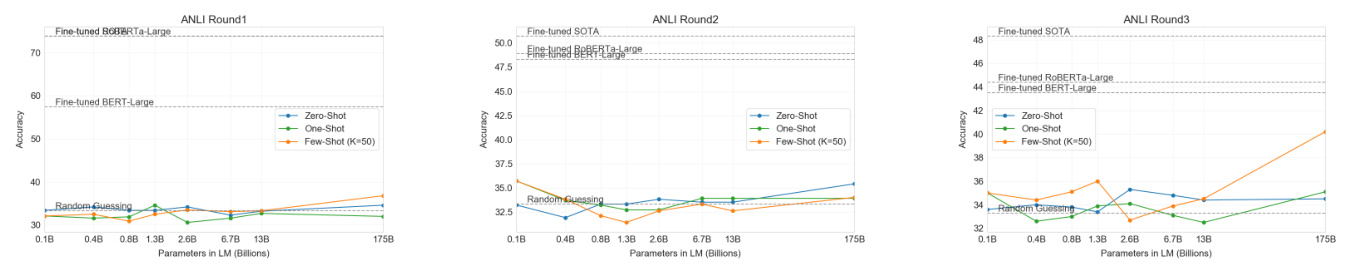 ANLI Round1
Fine-tuned SOTA
Fine-tuned RoBERTa-Large
70
60
Fine-tuned BERT-Large
50
40
Random Guessing
30
Accuracy
Zero-Shot
One-Shot
Few-Shot (K=50)
0.1B 0.4B 0.8B 1.3B 2.6B 6.7B 13B 175B
Parameters in LM (Billions)
ANLI Round2
Fine-tuned SOTA
50.0
Fine-tuned RoBERTa-Large
Fine-tuned BERT-Large
47.5
45.0
42.5
40.0
37.5
35.0
Random Guessing
32.5
Accuracy
Zero-Shot
One-Shot
Few-Shot (K=50)
0.1B 0.4B 0.8B 1.3B 2.6B 6.7B 13B 175B
Parameters in LM (Billions)
ANLI Round3
Fine-tuned SOTA
48
46
Fine-tuned RoBERTa-Large
44
Fine-tuned BERT-Large
42
40
38
36
34
Random Guessing
32
Accuracy
Zero-Shot
One-Shot
Few-Shot (K=50)
0.1B 0.4B 0.8B 1.3B 2.6B 6.7B 13B 175B
Parameters in LM (Billions)